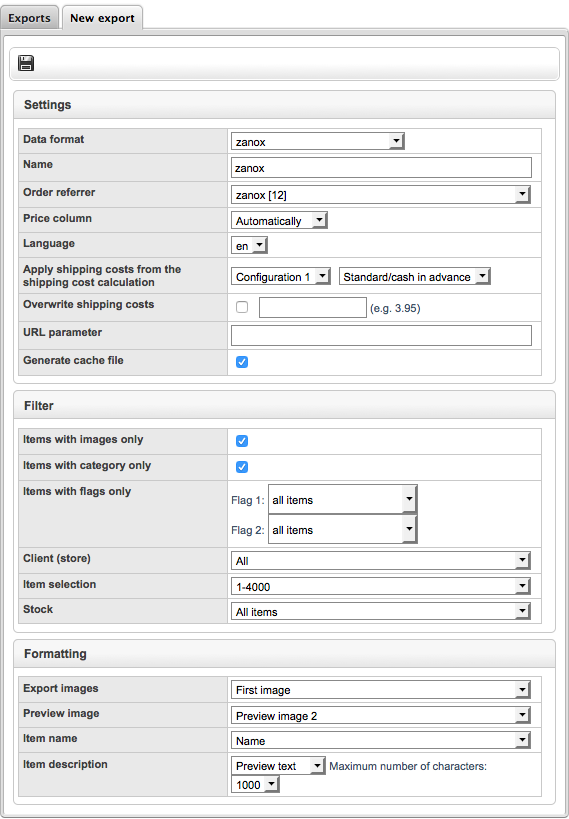 Exports New export
Settings
Data format zanox
Name zanox
Order referrer zanox [12]
Price column Automatically
Language en
Apply shipping costs from the
shipping cost calculation Configuration 1 Standard/cash in advance
Overwrite shipping costs (e.g. 3.95)
URL parameter
Generate cache file
Filter
Items with images only
Items with category only
Items with flags only Flag 1: all items
Flag 2: all items
Client (store) All
Item selection 1-4000
Stock All items
Formatting
Export images First image
Preview image Preview image 2
Item name Name
Item description Preview text Maximum number of characters:
1000